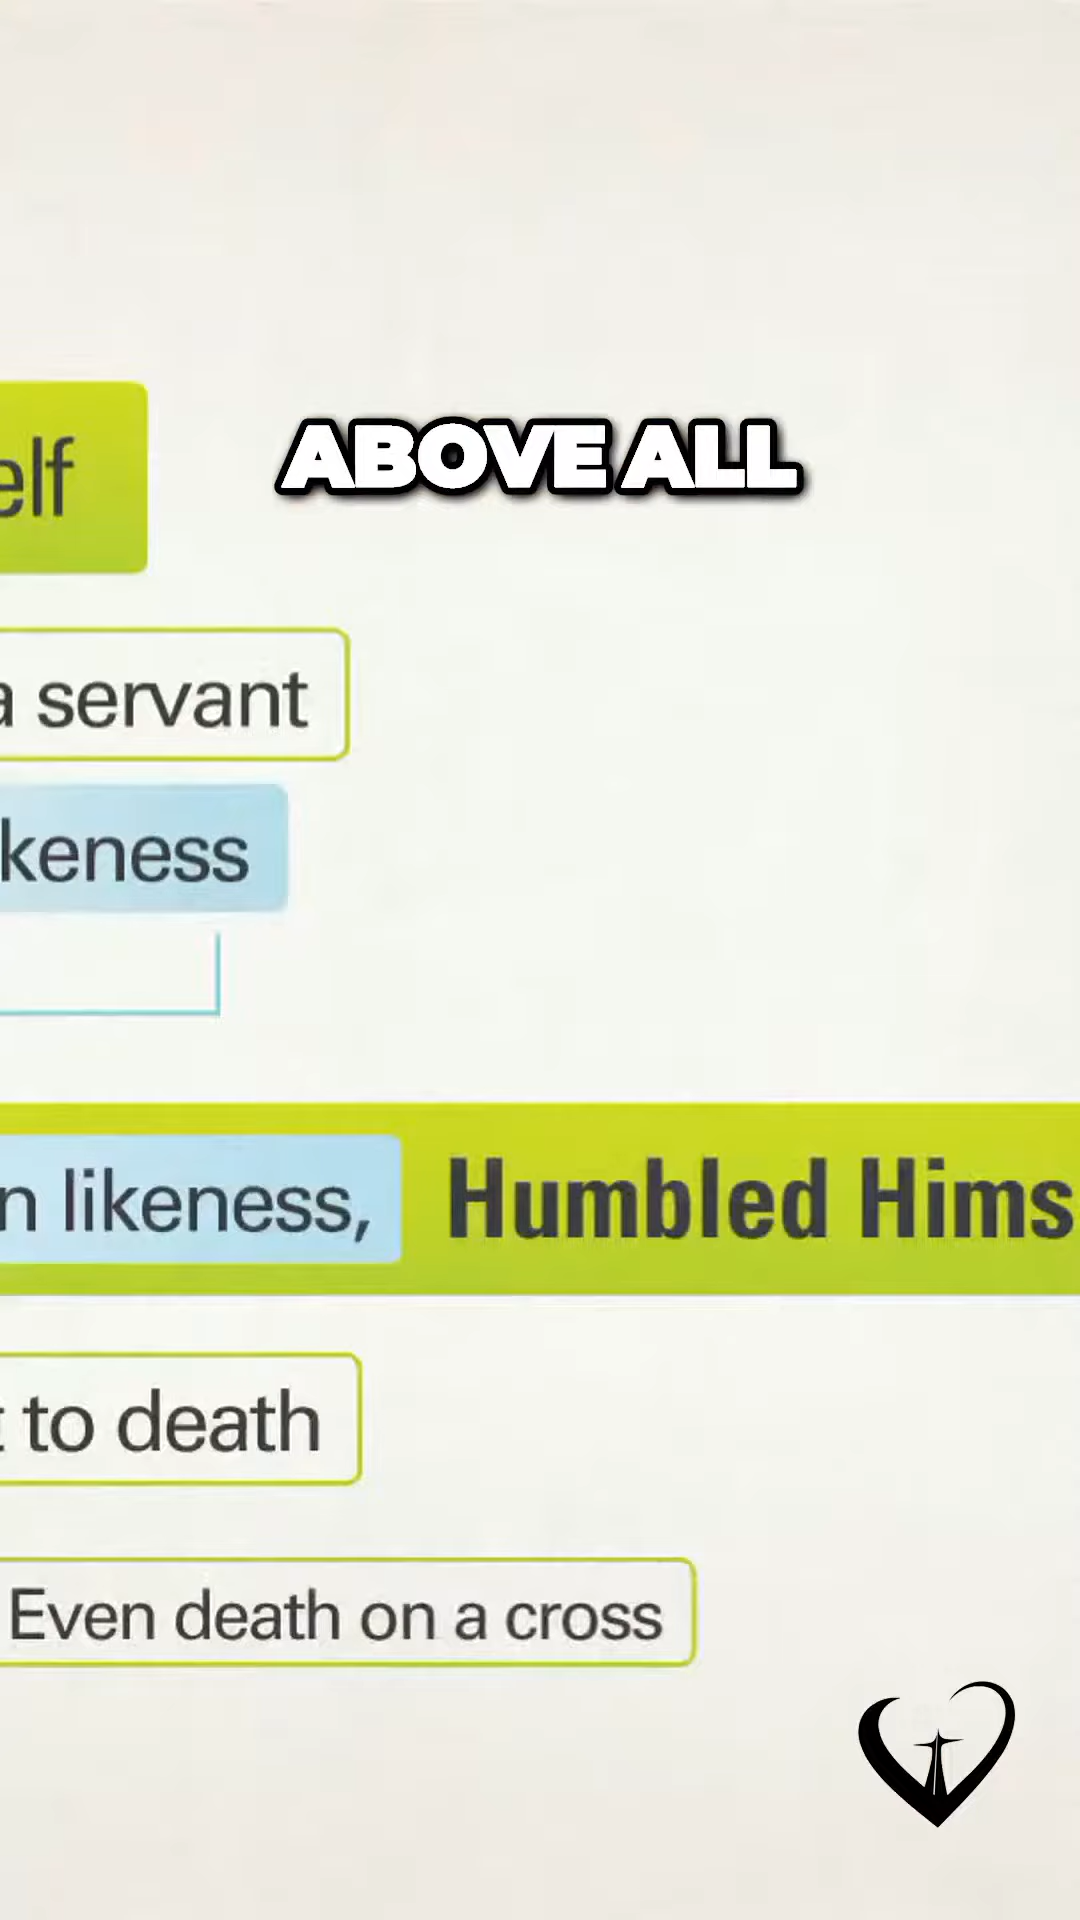 elf
ABOVE ALL
a servant
keness
n likeness, Humbled Hims
to death
Even death on a cross